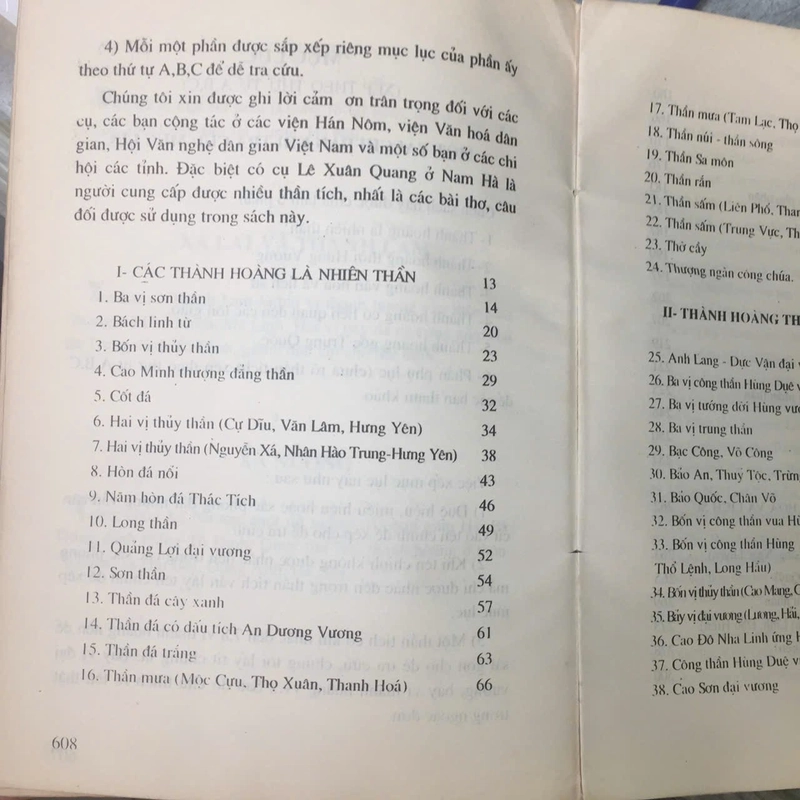 4) Mỗi một phần được sắp xếp riêng mục lục của phần ấy
theo thứ tự A,B,C để dễ tra cứu.
Chúng tôi xin được ghi lời cảm ơn trân trọng đối với các
cụ, các bạn cộng tác ở các viện Hán Nôm, viện Văn hoá dân
gian, Hội Văn nghệ dân gian Việt Nam và một số bạn ở các chi
hội các tỉnh. Đặc biệt có cụ Lê Xuân Quang ở Nam Hà là
người cung cấp được nhiều thần tích, nhất là các bài thơ, câu
đối được sử dụng trong sách này.
I- CÁC THÀNH HOÀNG LÀ NHIÊN THẦN 13
1. Ba vị sơn thần 14
2. Bách linh từ 20
3. Bốn vị thủy thần 23
4. Cao Minh thượng đẳng thần 29
5. Cốt đá 32
6. Hai vị thủy thần (Cự Dĩu, Văn Lâm, Hưng Yên) 34
7. Hai vị thủy thần (Nguyễn Xá, Nhân Hào Trung-Hưng Yên) 38
8. Hòn đá nổi 43
9. Năm hòn đá Thác Tích 46
10. Long thần 49
11. Quảng Lợi đại vương 52
12. Sơn thần 54
13. Thần đá cây xanh 57
14. Thần đá có dấu tích An Dương Vương 61
15. Thần đá trắng 63
16. Thần mưa (Mộc Cựu, Thọ Xuân, Thanh Hoá) 66
608
17. Thần mưa (Tam Lạc, Thọ
18. Thần núi - thần sông
19. Thần Sa môn
20. Thần rắn
21. Thần sấm (Liên Phố, Than
22. Thần sấm (Trung Vực, Th
23. Thờ cầy
24. Thượng ngàn công chúa.
II- THÀNH HOÀNG TH
25. Anh Lang - Dực Vận đại v
26. Ba vị công thần Hùng Duê v
27. Ba vị tướng đời Hùng vươ
28. Ba vị trung thần
29. Bạc Công, Võ Công
30. Bảo An, Thuỷ Tộc, Trừn
31. Bảo Quốc, Chân Võ
32. Bốn vị công thần vua Hù
33. Bốn vị công thần Hùng
Thổ Lệnh, Long Hầu)
34. Bốn vị thủy thần (Cao Mang, C
35. Bảy vị đại vương (Lương, Hải,
36. Cao Đô Nha Linh ứng H
37. Công thần Hùng Duệ v
38. Cao Sơn đại vương